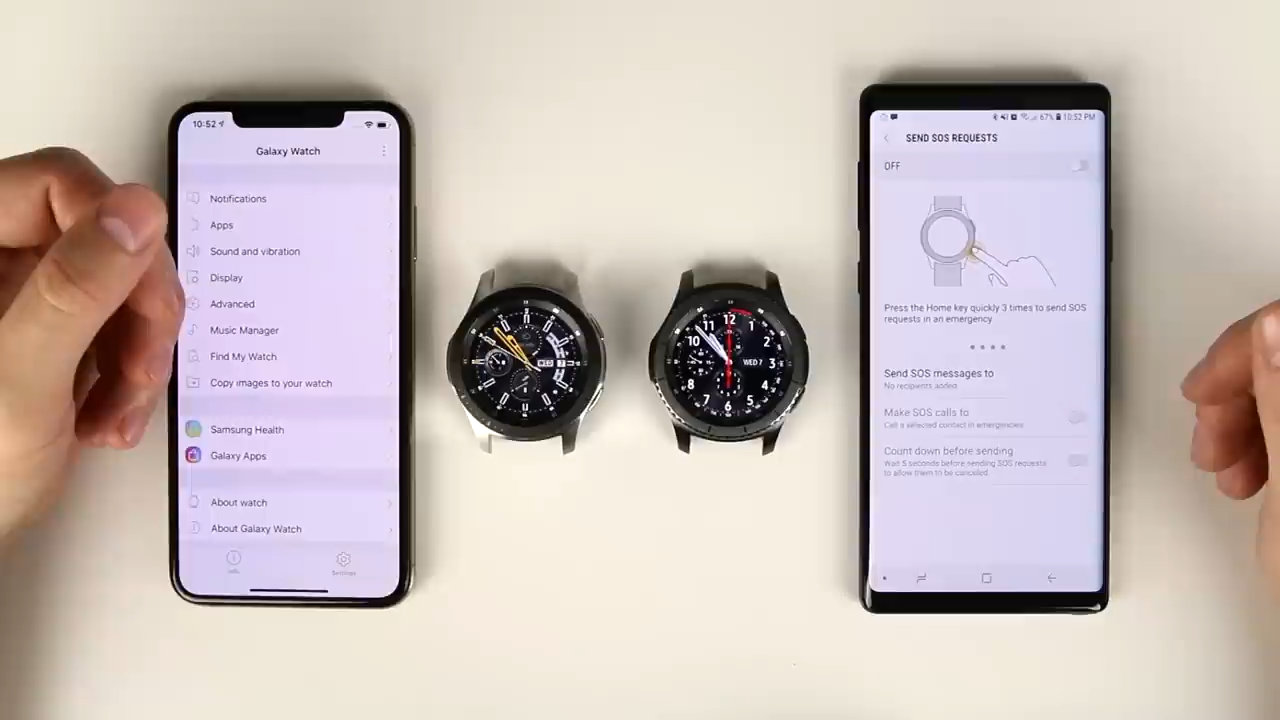 10:52
Galaxy Watch
Notifications
Apps
Sound and vibration
Display
Advanced
Music Manager
Find My Watch
Copy images to your watch
Samsung Health
Galaxy Apps
About watch
About Galaxy Watch
Info
Settings
12
1
2
3
4
5
6
7
8
10
11
WED 7
67% 10:52 PM
SEND SOS REQUESTS
OFF
Press the Home key quickly 3 times to send SOS
requests in an emergency
Send SOS messages to
No recipients added
Make SOS calls to
Call a selected contact in emergencies
Count down before sending
Wait 5 seconds before sending SOS requests
to allow them to be canceled